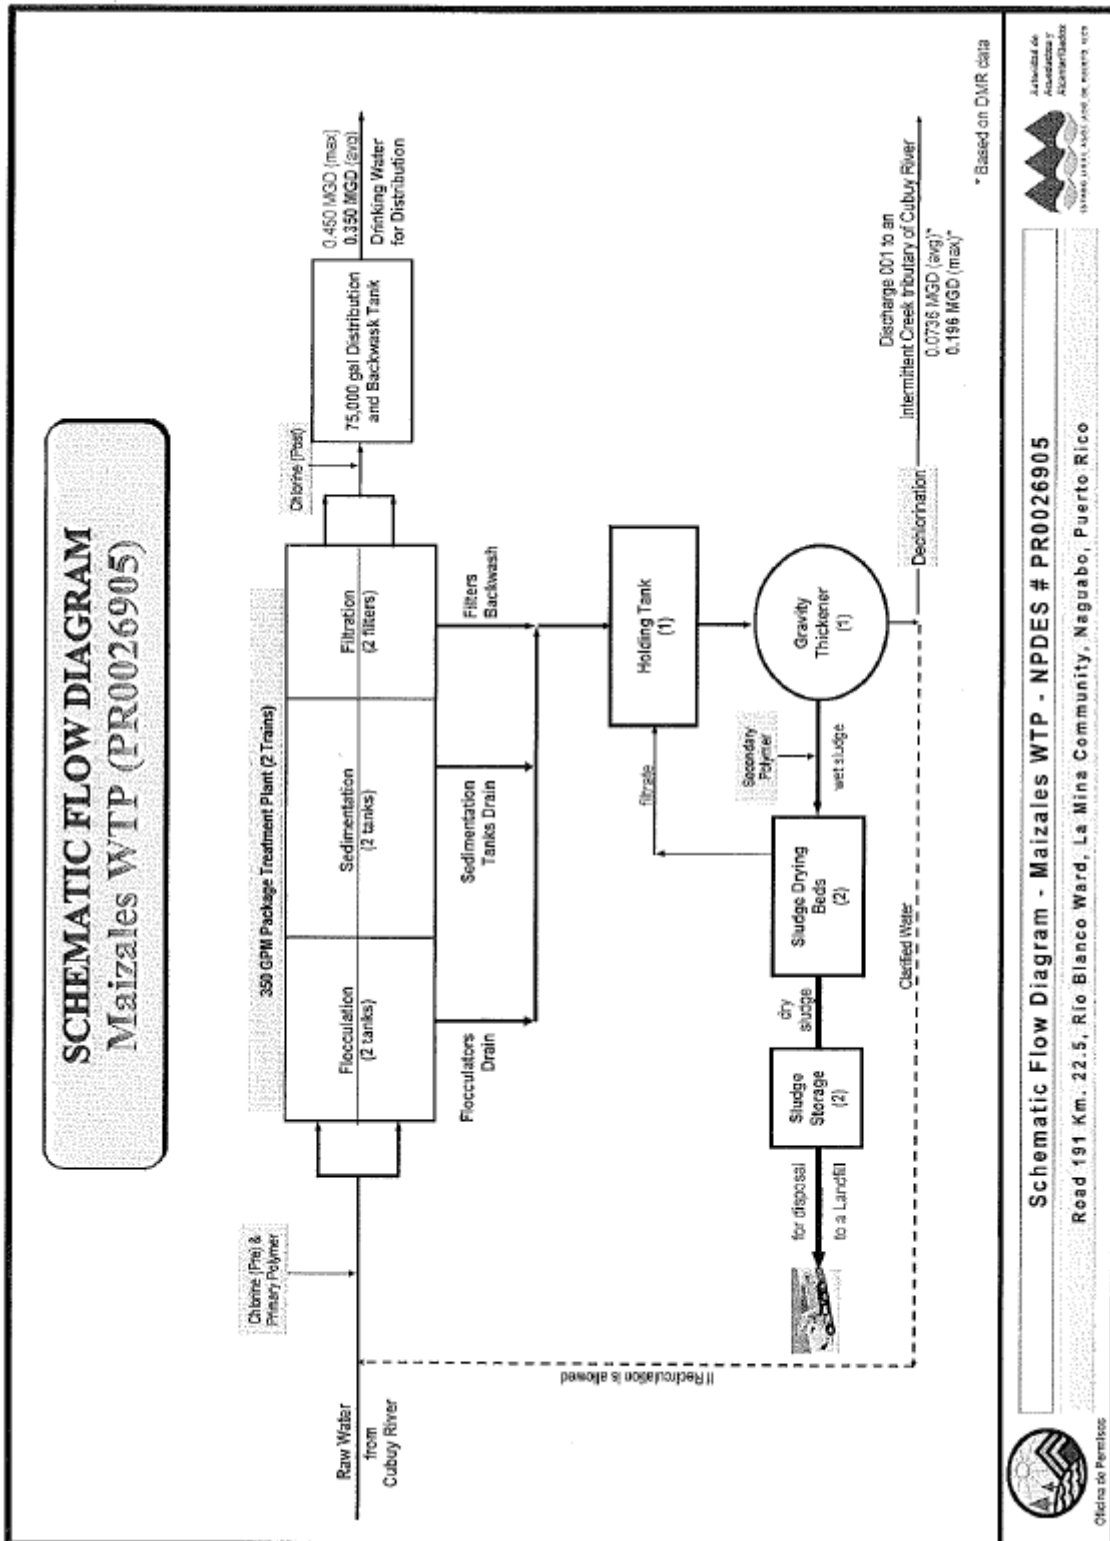 SCHEMATIC FLOW DIAGRAM
Maizales WTP (PR0026905)
350 GPM Package Treatment Plant (2 Trains)
Chlorine (Pre) &
Primary Polymer
Raw Water
from
Cubuy River
Flocculation
(2 tanks)
Sedimentation
(2 tanks)
Filtration
(2 filters)
Chlorine (Post)
75,000 gal Distribution
and Backwask Tank
0.450 MGD (max)
0.350 MGD (avg)
Drinking Water
for Distribution
Flocculators
Drain
Sedimentation
Tanks Drain
Filters
Backwash
Holding Tank
(1)
filtrate
Secondary
Polymer
wet sludge
Gravity
Thickener
(1)
Sludge Drying
Beds
(2)
dry
sludge
Sludge
Storage
(2)
for disposal
to a Landfill
If Recirculation is allowed
Clarified Water
Dechlorination
Discharge 001 to an
Intermittent Creek tributary of Cubuy River
0.0736 MGD (avg)*
0.196 MGD (max)*
* Based on DMR data
Schematic Flow Diagram - Maizales WTP - NPDES # PR0026905
Road 191 Km. 22.5, Río Blanco Ward, La Mina Community, Naguabo, Puerto Rico
Oficina de Permisos
Autoridad de
Acueductos y
Alcantarillados